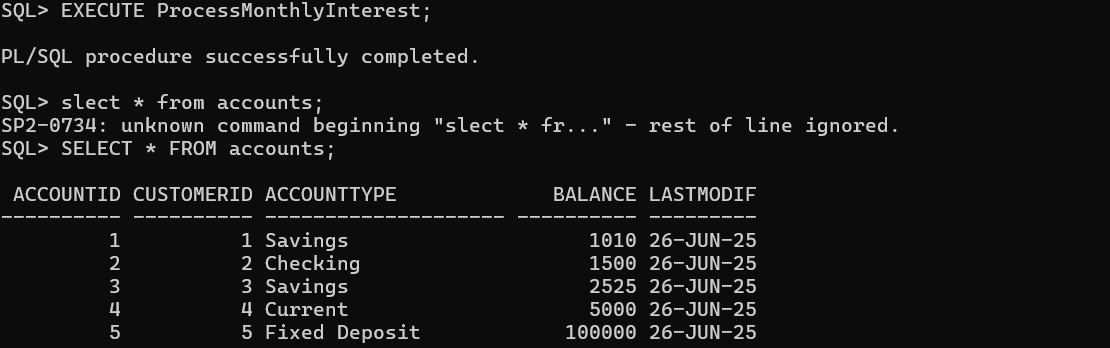 SQL> EXECUTE ProcessMonthlyInterest;
PL/SQL procedure successfully completed.
SQL> slect * from accounts;
SP2-0734: unknown command beginning "slect * fr..." - rest of line ignored.
SQL> SELECT * FROM accounts;
 ACCOUNTID CUSTOMERID ACCOUNTTYPE             BALANCE LASTMODIF
---------- ---------- -------------------- ---------- ---------
         1          1 Savings                    1010 26-JUN-25
         2          2 Checking                   1500 26-JUN-25
         3          3 Savings                    2525 26-JUN-25
         4          4 Current                    5000 26-JUN-25
         5          5 Fixed Deposit            100000 26-JUN-25